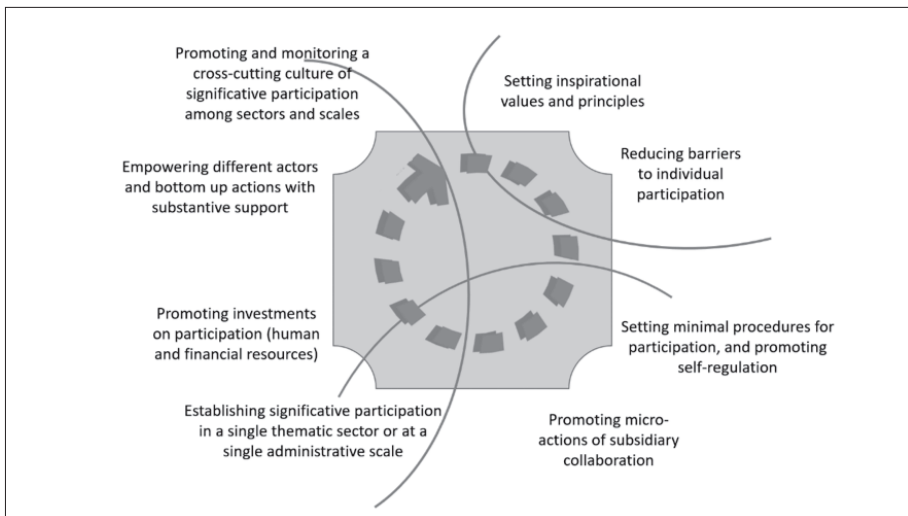 Promoting and monitoring a
cross-cutting culture of
significative participation
among sectors and scales
Setting inspirational
values and principles
Reducing barriers
to individual
participation
Empowering different actors
and bottom up actions with
substantive support
Promoting investments
on participation (human
and financial resources)
Setting minimal procedures for
participation, and promoting
self-regulation
Establishing significative participation
in a single thematic sector or at a
single administrative scale
Promoting micro-
actions of subsidiary
collaboration